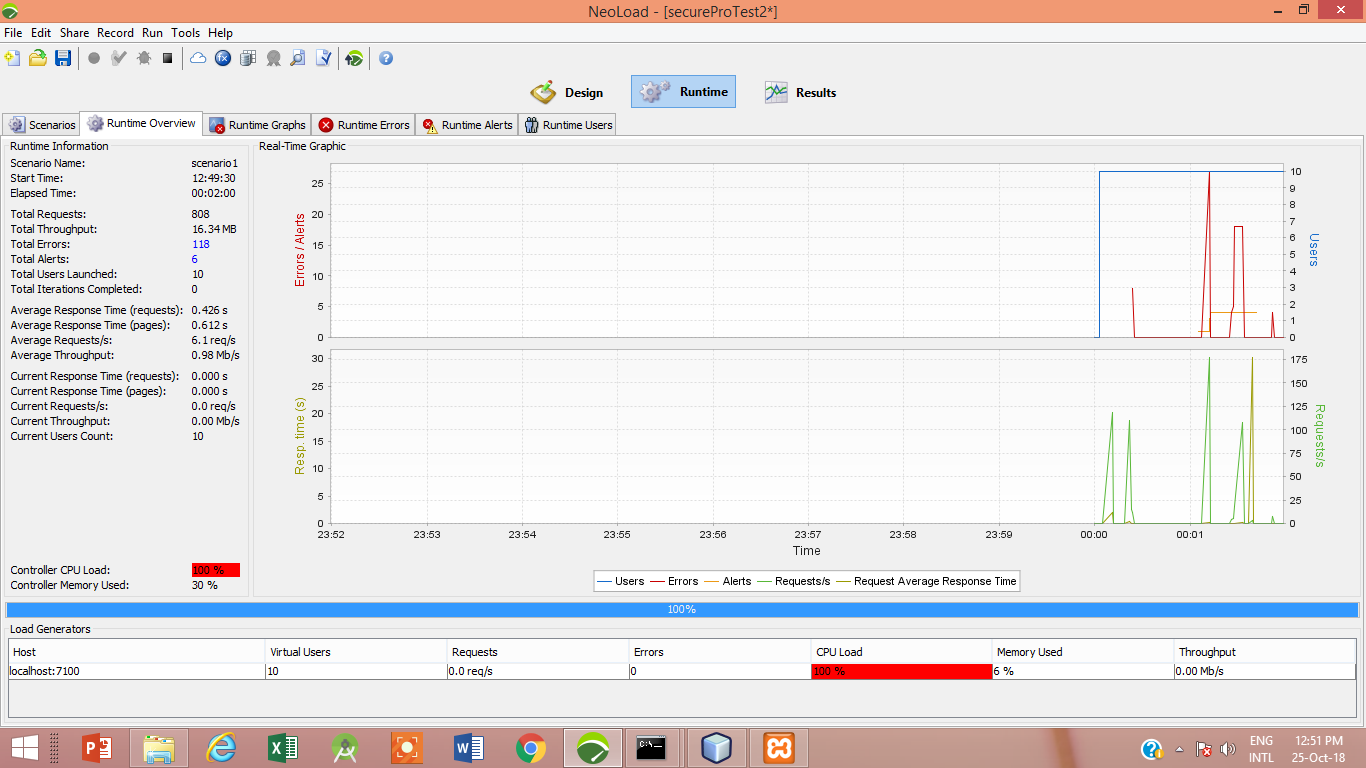 NeoLoad - [secureProTest2*]
File Edit Share Record Run Tools Help
Design Runtime Results
Scenarios Runtime Overview Runtime Graphs Runtime Errors Runtime Alerts Runtime Users
Runtime Information
Scenario Name: scenario1
Start Time: 12:49:30
Elapsed Time: 00:02:00
Total Requests: 808
Total Throughput: 16.34 MB
Total Errors: 118
Total Alerts: 6
Total Users Launched: 10
Total Iterations Completed: 0
Average Response Time (requests): 0.426 s
Average Response Time (pages): 0.612 s
Average Requests/s: 6.1 req/s
Average Throughput: 0.98 Mb/s
Current Response Time (requests): 0.000 s
Current Response Time (pages): 0.000 s
Current Requests/s: 0.0 req/s
Current Throughput: 0.00 Mb/s
Current Users Count: 10
Controller CPU Load: 100 %
Controller Memory Used: 30 %
Real-Time Graphic
Errors / Alerts
25
20
15
10
5
0
10
9
8
7
6
5
4
3
2
1
0
Users
Resp. time (s)
30
25
20
15
10
5
0
175
150
125
100
75
50
25
0
Requests/s
23:52 23:53 23:54 23:55 23:56 23:57 23:58 23:59 00:00 00:01
Time
Users Errors Alerts Requests/s Request Average Response Time
100%
Load Generators
Host Virtual Users Requests Errors CPU Load Memory Used Throughput
localhost:7100 10 0.0 req/s 0 100 % 6 % 0.00 Mb/s
ENG 12:51 PM
INTL 25-Oct-18